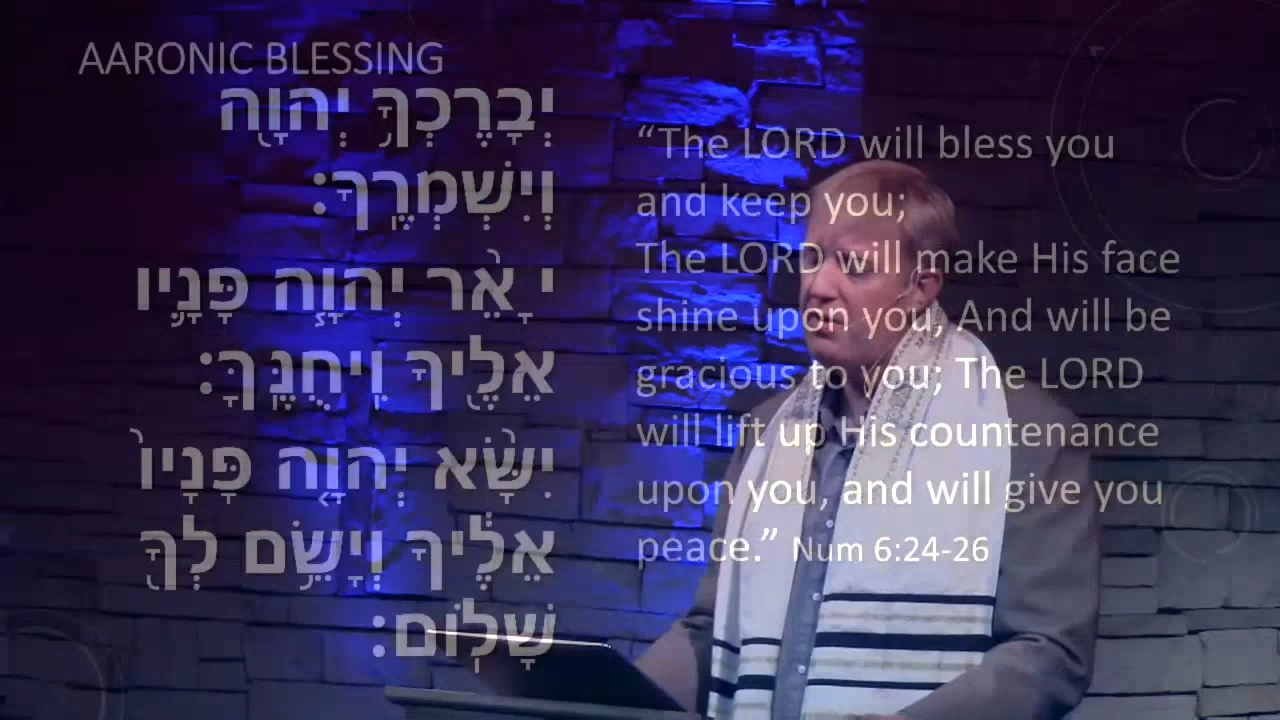 AARONIC BLESSING
יְבָרֶכְךָ֥ יְהוָ֖ה
וְיִשְׁמְרֶֽךָ׃
י אֵ֨ר יְהוָ֧ה פָּנָ֛יו
אֵלֶ֖יךָ וִֽיחֻנֶּֽךָּ׃
יִשָּׂ֨א יְהוָ֤ה פָּנָיו֙
אֵלֶ֔יךָ וְיָשֵׂ֥ם לְךָ֖
שָׁלֽוֹם׃
“The LORD will bless you
and keep you;
The LORD will make His face
shine upon you, And will be
gracious to you; The LORD
will lift up His countenance
upon you, and will give you
peace.” Num 6:24-26